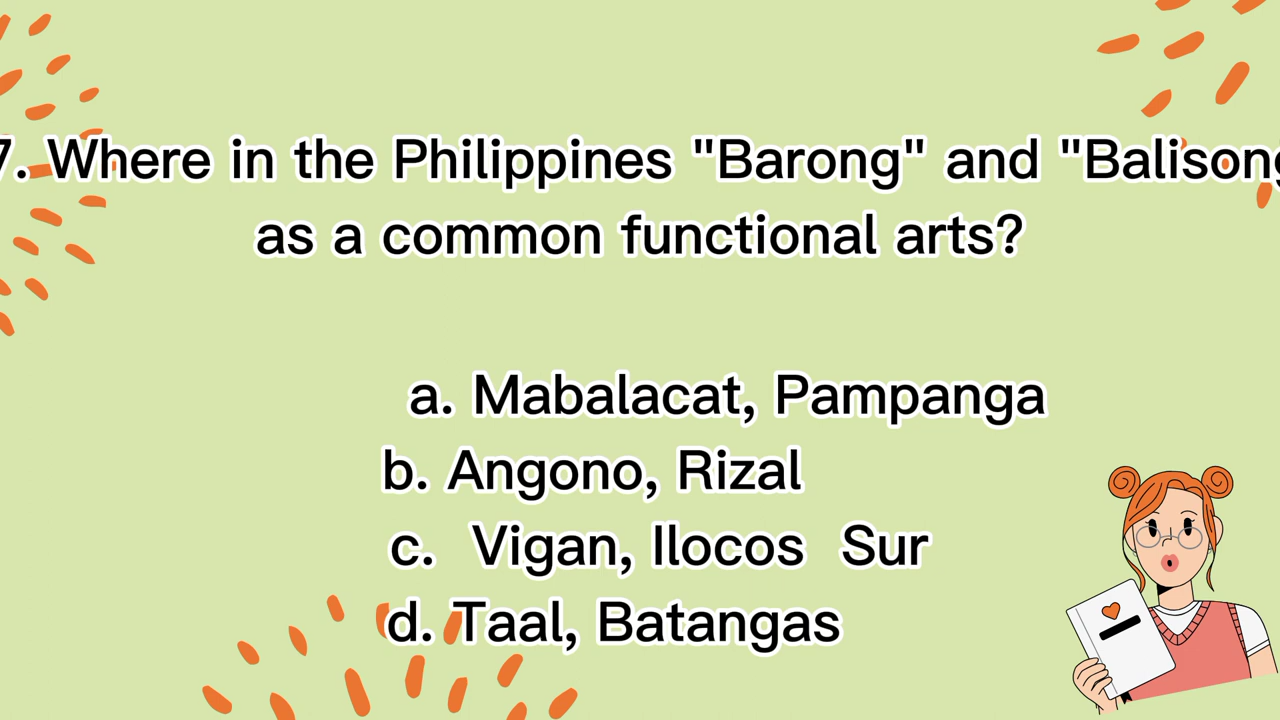 7. Where in the Philippines "Barong" and "Balisong
as a common functional arts?
a. Mabalacat, Pampanga
b. Angono, Rizal
c. Vigan, Ilocos Sur
d. Taal, Batangas